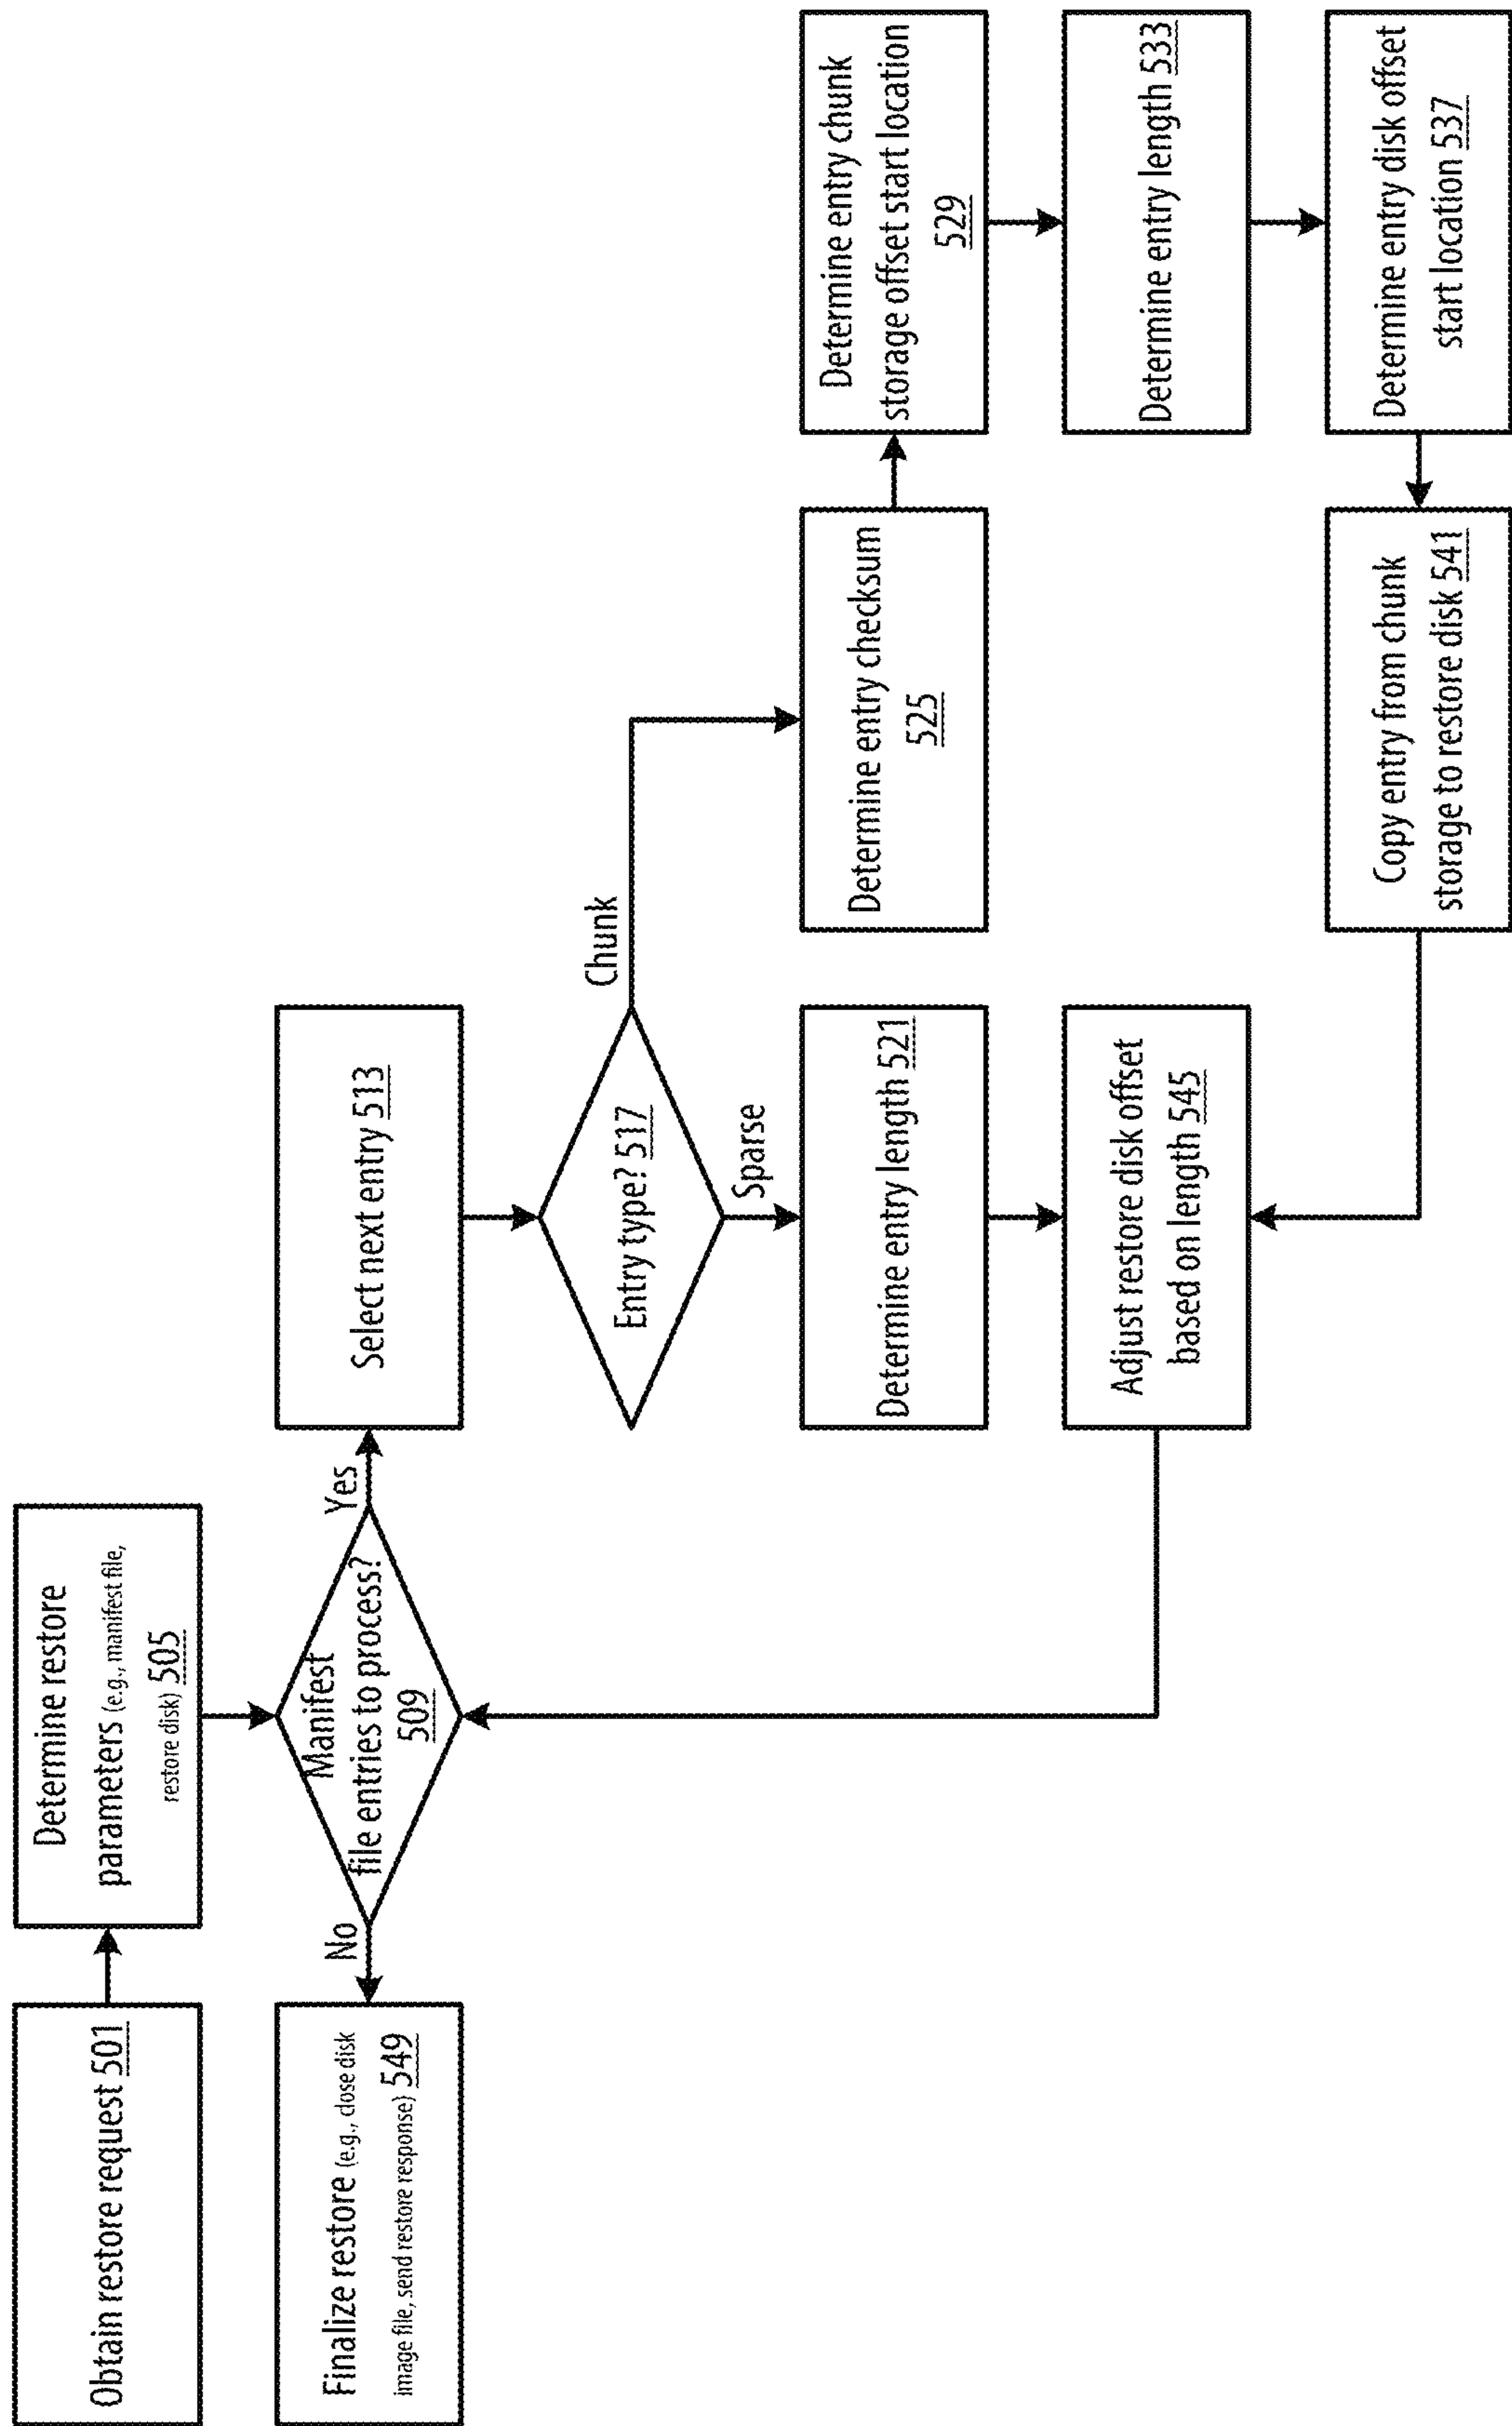 Obtain restore request 501
Determine restore
parameters (e.g., manifest file,
restore disk) 505
Manifest
file entries to process?
509
No
Yes
Finalize restore (e.g., close disk
image file, send restore response) 549
Select next entry 513
Entry type? 517
Chunk
Sparse
Determine entry length 521
Determine entry checksum
525
Determine entry chunk
storage offset start location
529
Determine entry length 533
Determine entry disk offset
start location 537
Copy entry from chunk
storage to restore disk 541
Adjust restore disk offset
based on length 545